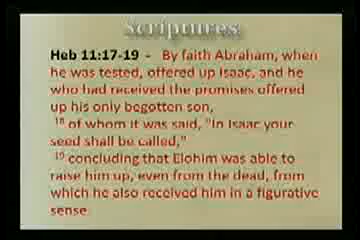 Scriptures
Heb 11:17-19 - By faith Abraham, when
he was tested, offered up Isaac, and he
who had received the promises offered
up his only begotten son,
18 of whom it was said, "In Isaac your
seed shall be called,"
19 concluding that Elohim was able to
raise him up, even from the dead, from
which he also received him in a figurative
sense.